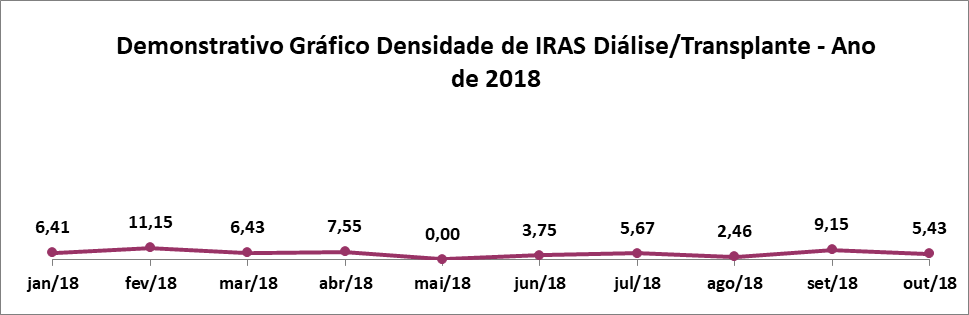 Demonstrativo Gráfico Densidade de IRAS Diálise/Transplante - Ano
de 2018
6,41 11,15 6,43 7,55 0,00 3,75 5,67 2,46 9,15 5,43
jan/18 fev/18 mar/18 abr/18 mai/18 jun/18 jul/18 ago/18 set/18 out/18